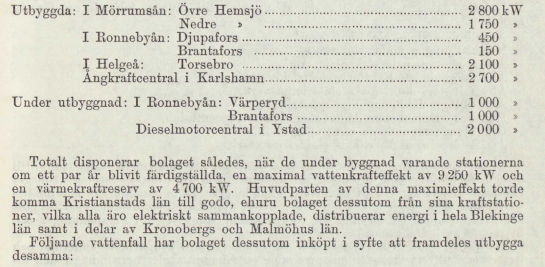 Utbyggda: I Mörrumsån: Övre Hemsjö 2 800 kW
Nedre » 1 750 »
I Ronnebyån: Djupafors 450 »
Brantafors 150 »
I Helgeå: Torsebro 2 100 »
Ångkraftcentral i Karlshamn 2 700 »
Under utbyggnad: I Ronnebyån: Värperyd 1 000 »
Brantafors 1 000 »
Dieselmotorcentral i Ystad 2 000 »
Totalt disponerar bolaget således, när de under byggnad varande stationerna
om ett par år blivit färdigställda, en maximal vattenkrafteffekt av 9 250 kW och
en värmekraftreserv av 4 700 kW. Huvudparten av denna maximieffekt torde
komma Kristianstads län till godo, ehuru bolaget dessutom från sina kraftstatio-
ner, vilka alla äro elektriskt sammankopplade, distribuerar energi i hela Blekinge
län samt i delar av Kronobergs och Malmöhus län.
Följande vattenfall har bolaget dessutom inköpt i syfte att framdeles utbygga
desamma: